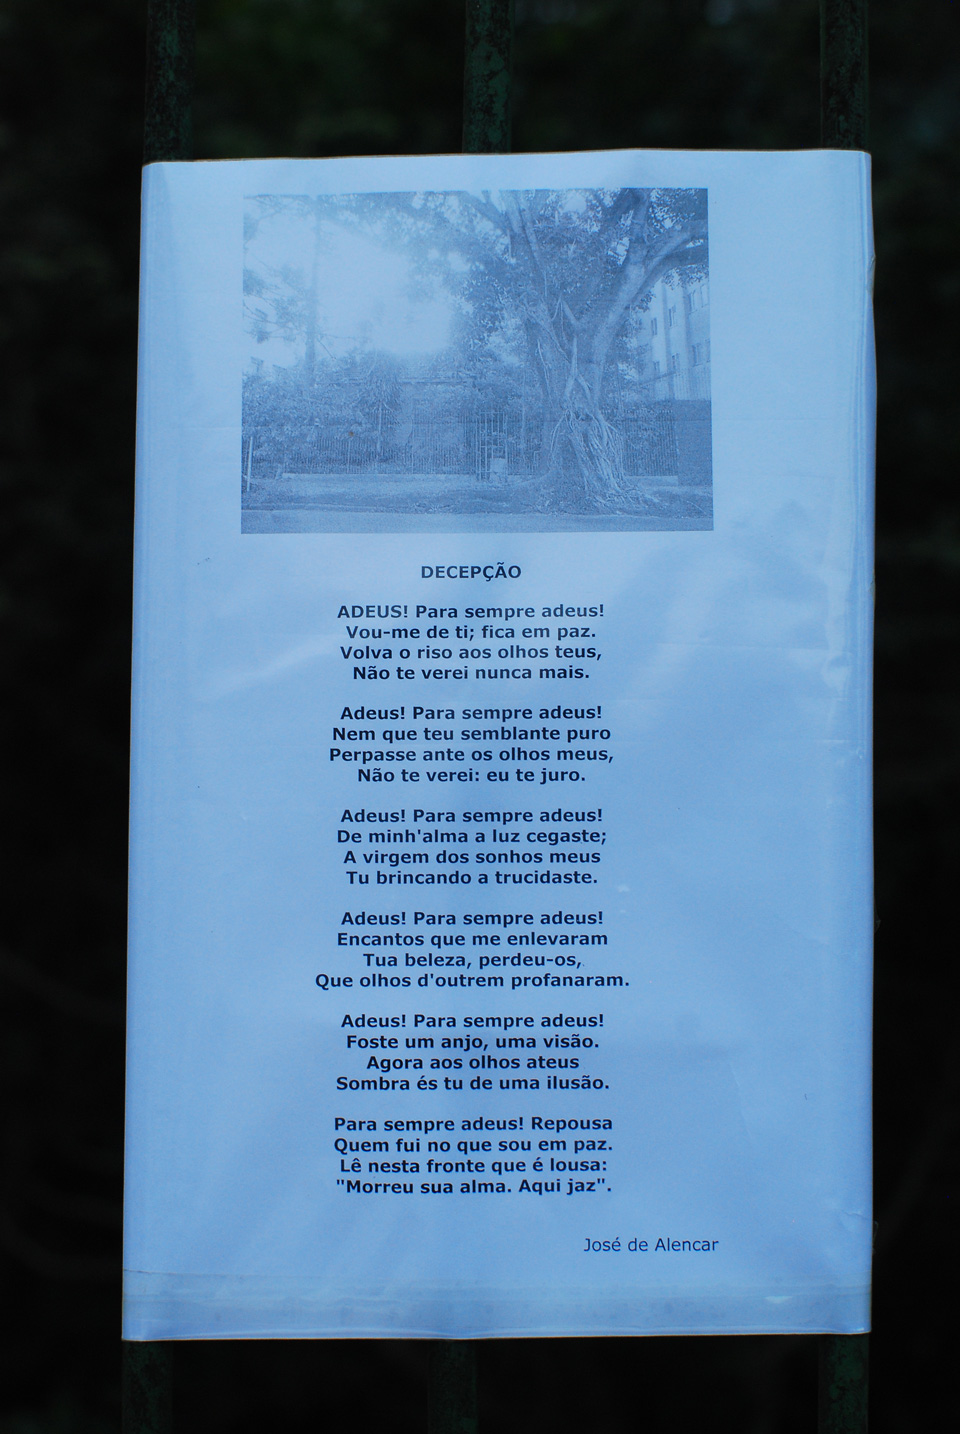 DECEPÇÃO
ADEUS! Para sempre adeus!
Vou-me de ti; fica em paz.
Volva o riso aos olhos teus,
Não te verei nunca mais.
Adeus! Para sempre adeus!
Nem que teu semblante puro
Perpasse ante os olhos meus,
Não te verei: eu te juro.
Adeus! Para sempre adeus!
De minh'alma a luz cegaste;
A virgem dos sonhos meus
Tu brincando a trucidaste.
Adeus! Para sempre adeus!
Encantos que me enlevaram
Tua beleza, perdeu-os,
Que olhos d'outrem profanaram.
Adeus! Para sempre adeus!
Foste um anjo, uma visão.
Agora aos olhos ateus
Sombra és tu de uma ilusão.
Para sempre adeus! Repousa
Quem fui no que sou em paz.
Lê nesta fronte que é lousa:
"Morreu sua alma. Aqui jaz".
José de Alencar